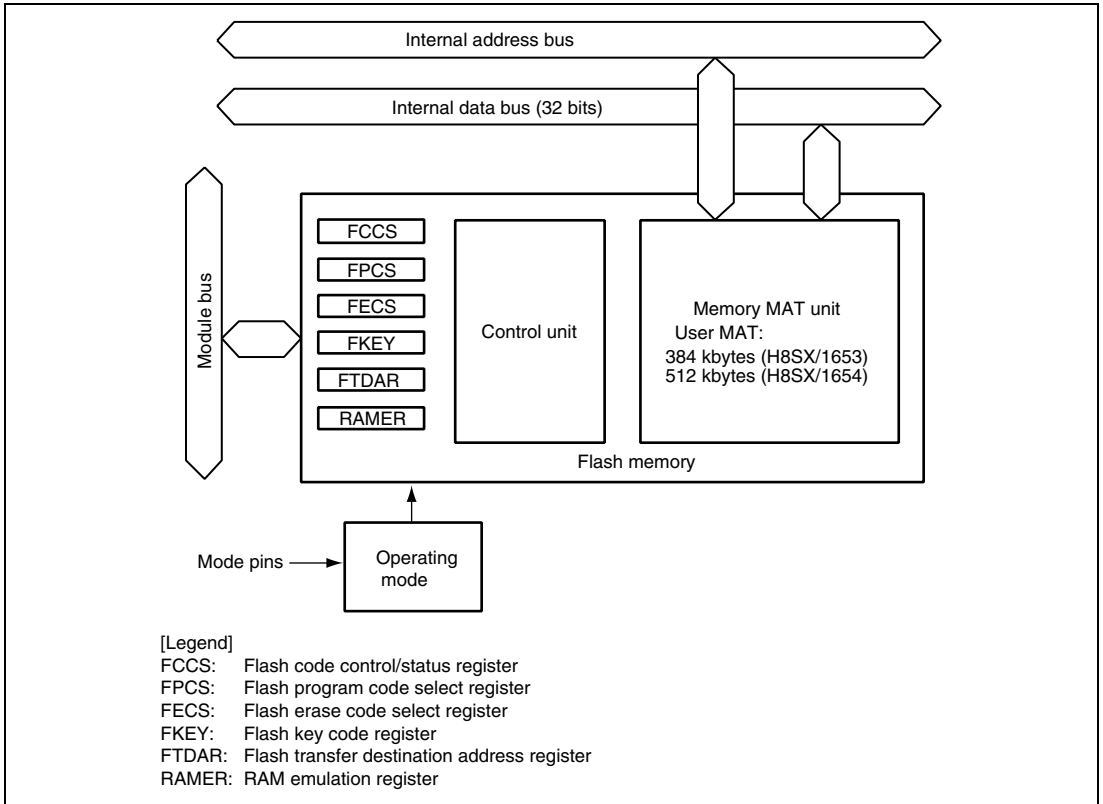 Internal address bus
Internal data bus (32 bits)
Module bus
FCCS
FPCS
FECS
FKEY
FTDAR
RAMER
Control unit
Memory MAT unit
User MAT:
384 kbytes (H8SX/1653)
512 kbytes (H8SX/1654)
Flash memory
Mode pins
Operating
mode
[Legend]
FCCS: Flash code control/status register
FPCS: Flash program code select register
FECS: Flash erase code select register
FKEY: Flash key code register
FTDAR: Flash transfer destination address register
RAMER: RAM emulation register